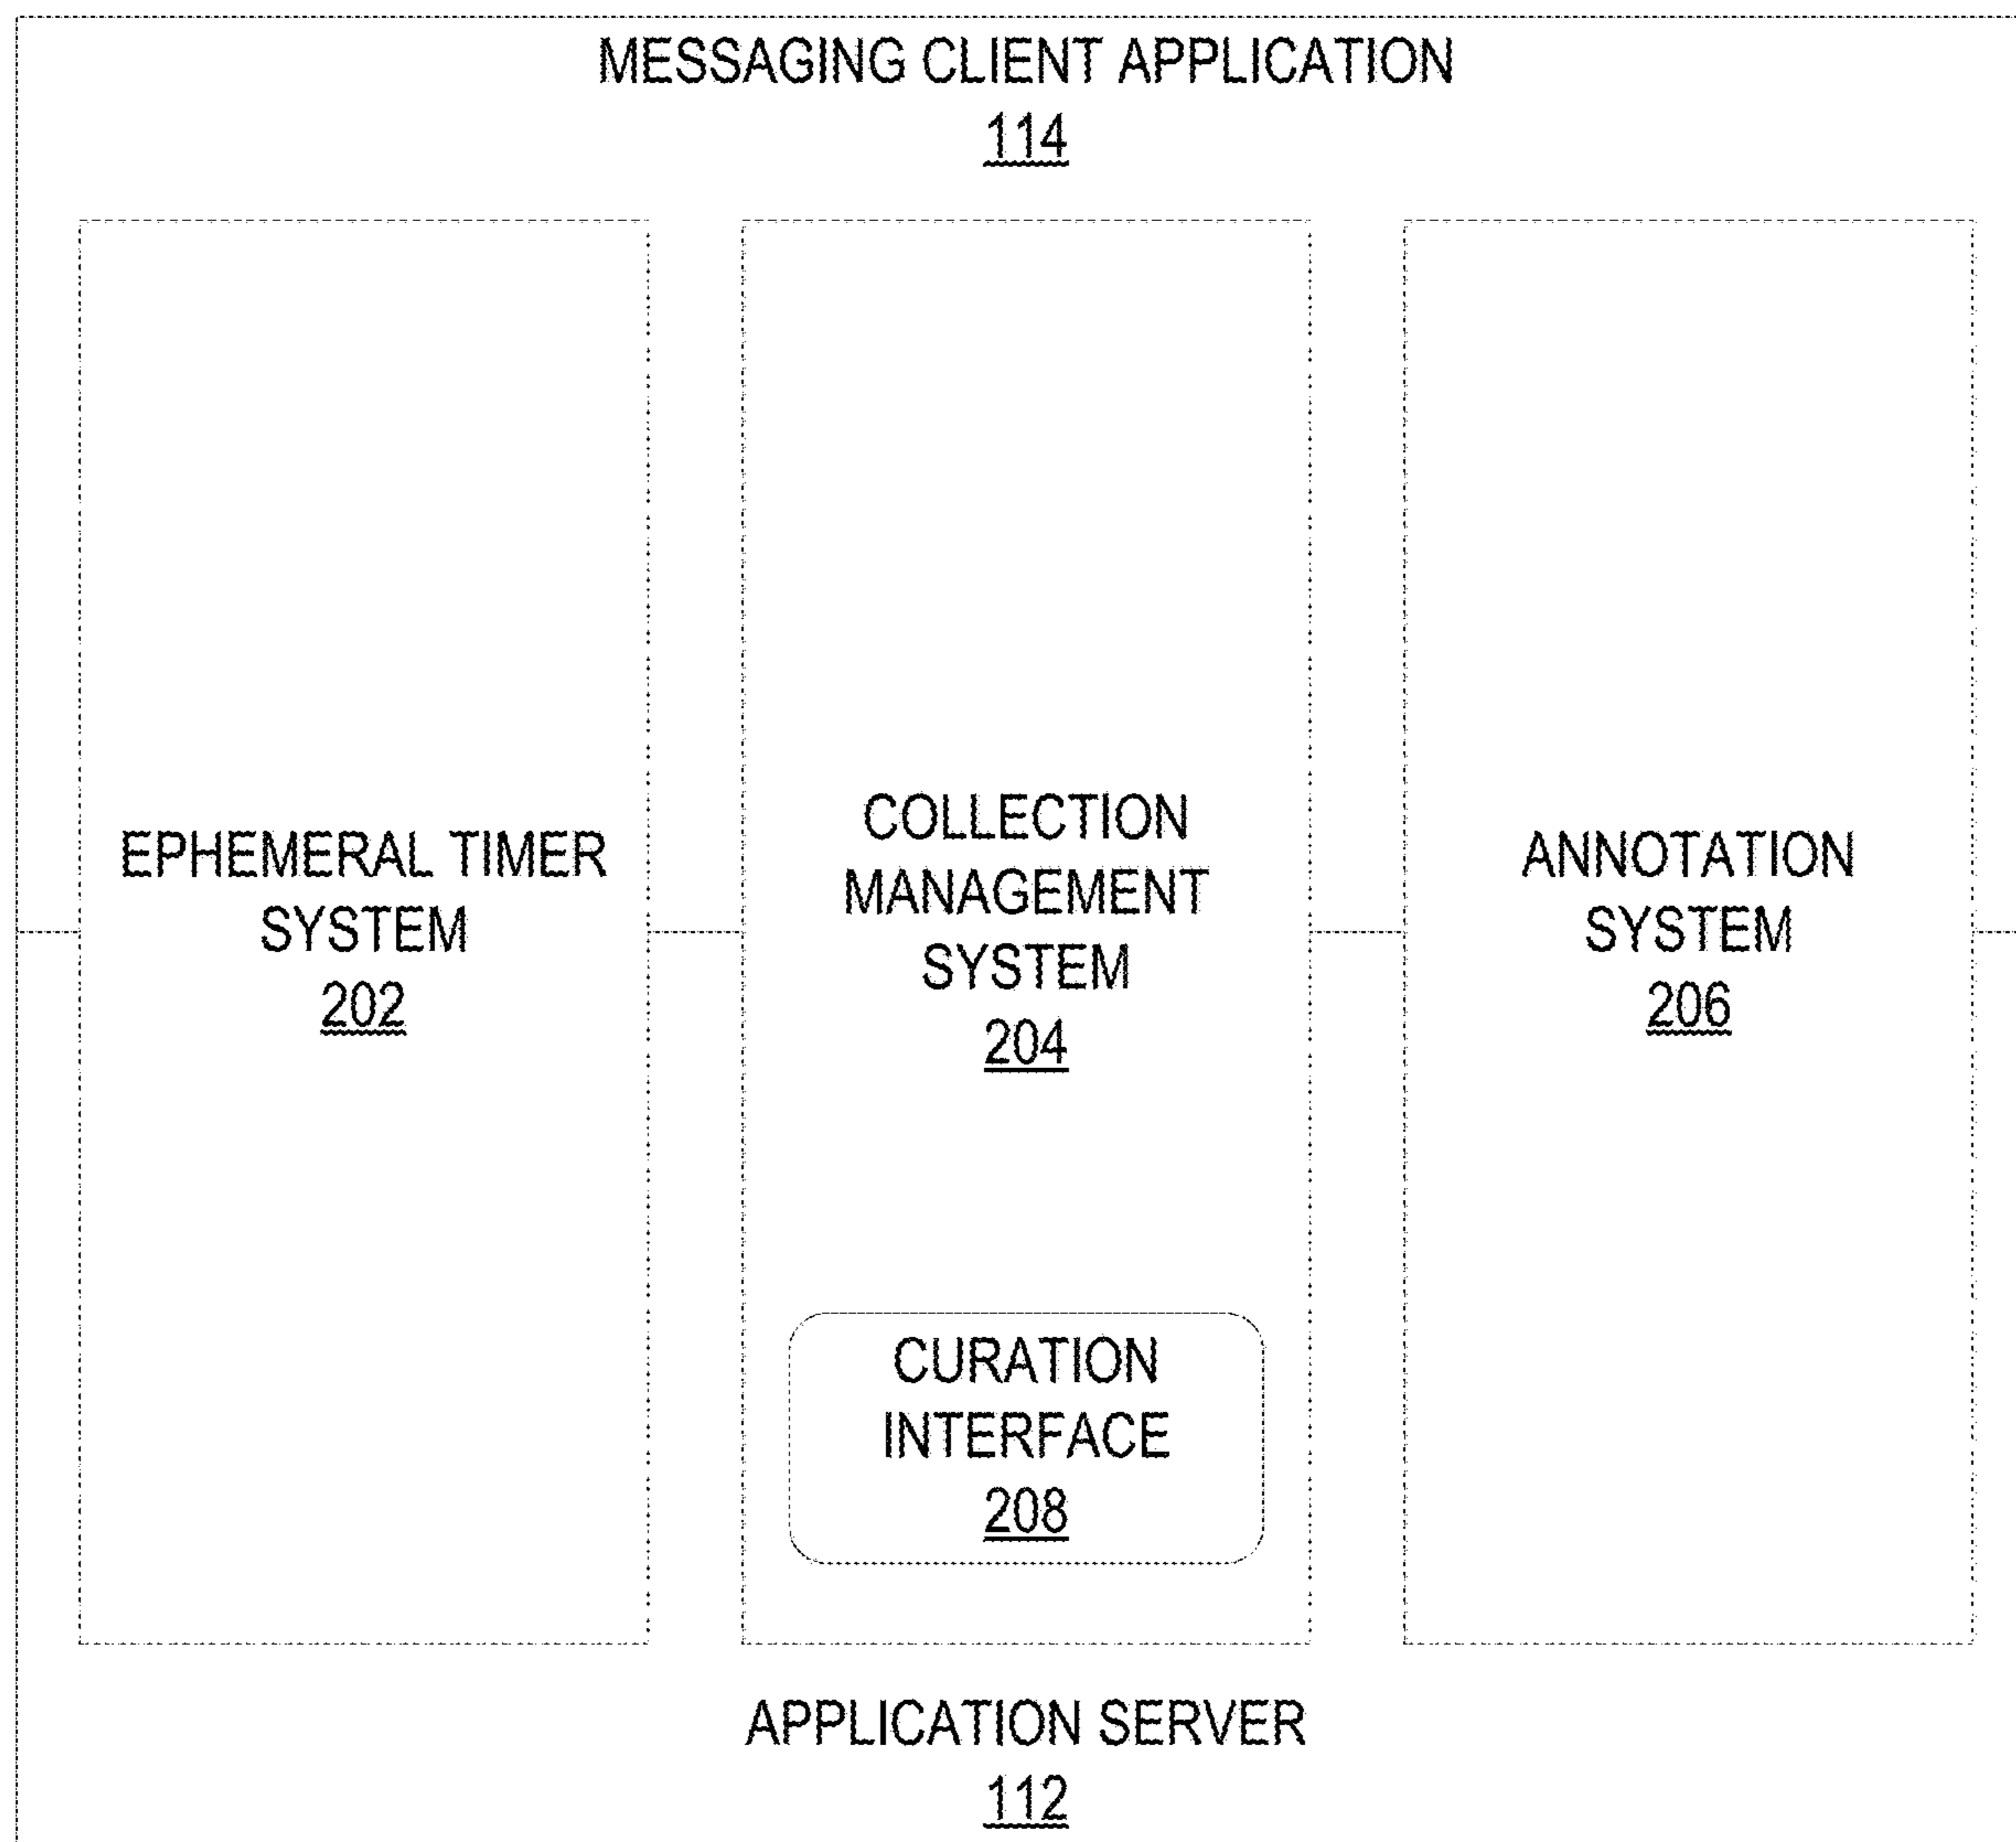 MESSAGING CLIENT APPLICATION
114
EPHEMERAL TIMER
SYSTEM
202
COLLECTION
MANAGEMENT
SYSTEM
204
CURATION
INTERFACE
208
ANNOTATION
SYSTEM
206
APPLICATION SERVER
112